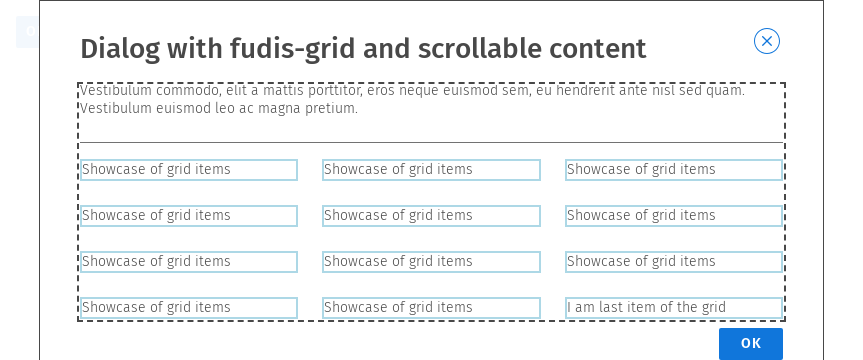 Dialog with fudis-grid and scrollable content
Vestibulum commodo, elit a mattis porttitor, eros neque euismod sem, eu hendrerit ante nisl sed quam.
Vestibulum euismod leo ac magna pretium.
Showcase of grid items Showcase of grid items Showcase of grid items
Showcase of grid items Showcase of grid items Showcase of grid items
Showcase of grid items Showcase of grid items Showcase of grid items
Showcase of grid items Showcase of grid items I am last item of the grid
OK